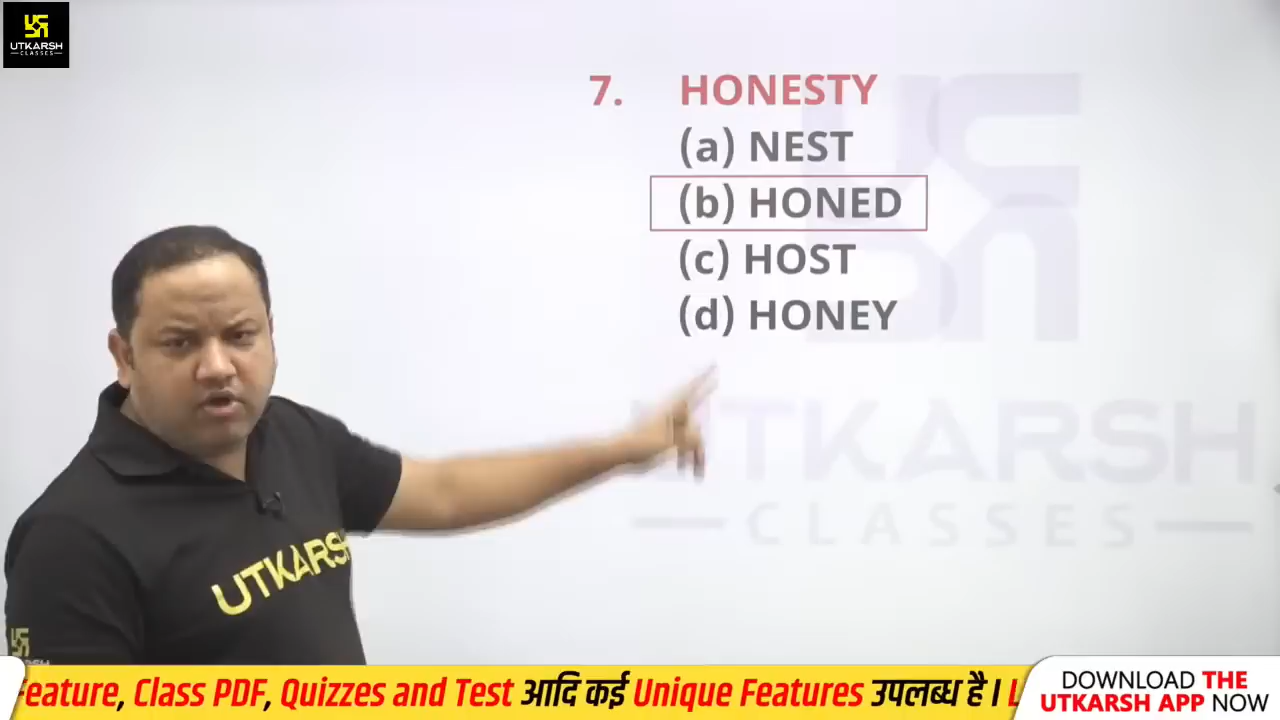 UTKARSH
CLASSES
7. HONESTY
(a) NEST
(b) HONED
(c) HOST
(d) HONEY
UTKARSH
CLASSES
UTKARSH
Feature, Class PDF, Quizzes and Test आदि कई Unique Features उपलब्ध है।
DOWNLOAD THE
UTKARSH APP NOW